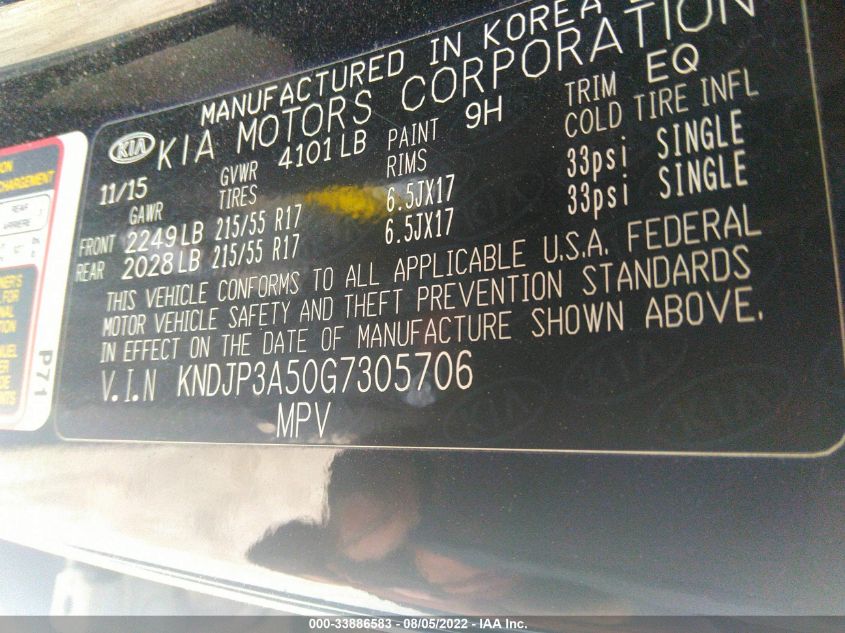 MANUFACTURED IN KOREA
KIA KIA MOTORS CORPORATION
11/15 GVWR 4101 LB PAINT 9H TRIM EQ
GAWR TIRES RIMS COLD TIRE INFL
FRONT 2249 LB 215/55 R17 6.5JX17 33psi SINGLE
REAR 2028 LB 215/55 R17 6.5JX17 33psi SINGLE
THIS VEHICLE CONFORMS TO ALL APPLICABLE U.S.A. FEDERAL
MOTOR VEHICLE SAFETY AND THEFT PREVENTION STANDARDS
IN EFFECT ON THE DATE OF MANUFACTURE SHOWN ABOVE.
V.I.N KNDJP3A50G7305706
MPV
P71
REAR
ARRIERE
000-33886583 - 08/05/2022 - IAA Inc.